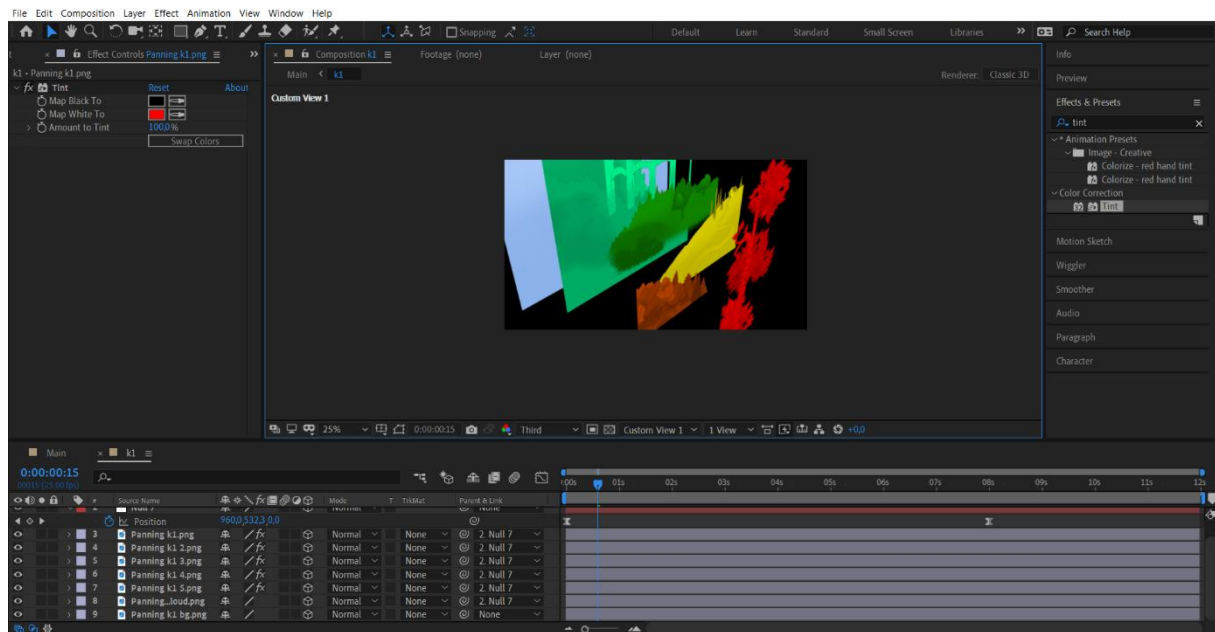 File Edit Composition Layer Effect Animation View Window Help
Snapping Default Learn Standard Small Screen Libraries Search Help
Effect Controls Panning k1.png
Composition k1 Footage (none) Layer (none)
Info
k1 • Panning k1.png
Main k1 Renderer: Classic 3D
Preview
fx Tint Reset About
Custom View 1
Effects & Presets
Map Black To
Map White To
tint
Amount to Tint 100,0%
Swap Colors
* Animation Presets
Image - Creative
Colorize - red hand tint
Colorize - red hand tint
Color Correction
Tint
Motion Sketch
Wiggler
Smoother
Audio
Paragraph
Character
25% 0:00:00:15 Third Custom View 1 1 View +0,0
Main k1
0:00:00:15
00015 (25.00 fps)
:00s 01s 02s 03s 04s 05s 06s 07s 08s 09s 10s 11s 12s
# Source Name Mode T TrkMat Parent & Link
2 Null 7 Normal None
Position 960,0,532,3,0,0
3 Panning k1.png Normal None 2. Null 7
4 Panning k1 2.png Normal None 2. Null 7
5 Panning k1 3.png Normal None 2. Null 7
6 Panning k1 4.png Normal None 2. Null 7
7 Panning k1 5.png Normal None 2. Null 7
8 Panning...loud.png Normal None 2. Null 7
9 Panning k1 bg.png Normal None None